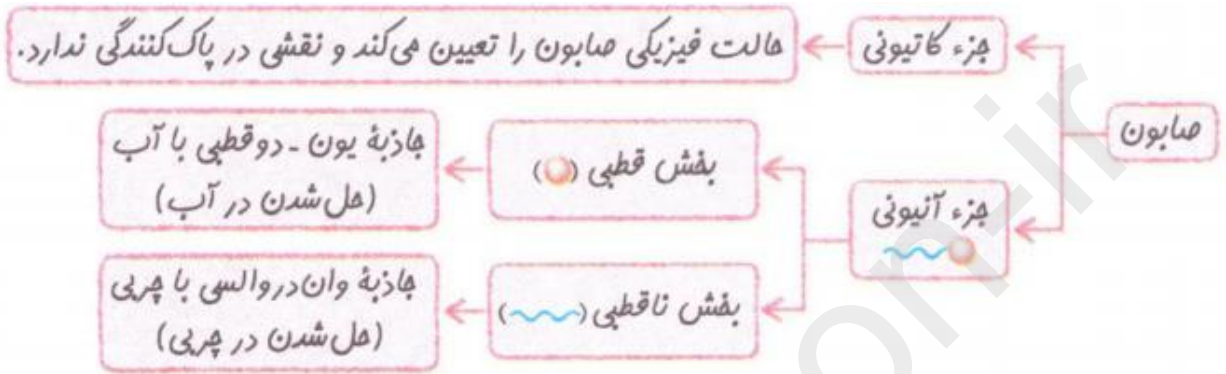 صابون
جزء کاتیونی
حالت فیزیکی صابون را تعیین می‌کند و نقشی در پاک‌کنندگی ندارد.
جزء آنیونی
بخش قطبی ()
جاذبهٔ یون - دوقطبی با آب
(حل شدن در آب)
بخش ناقطبی ()
جاذبهٔ وان‌دروالسی با چربی
(حل شدن در چربی)
on-ir